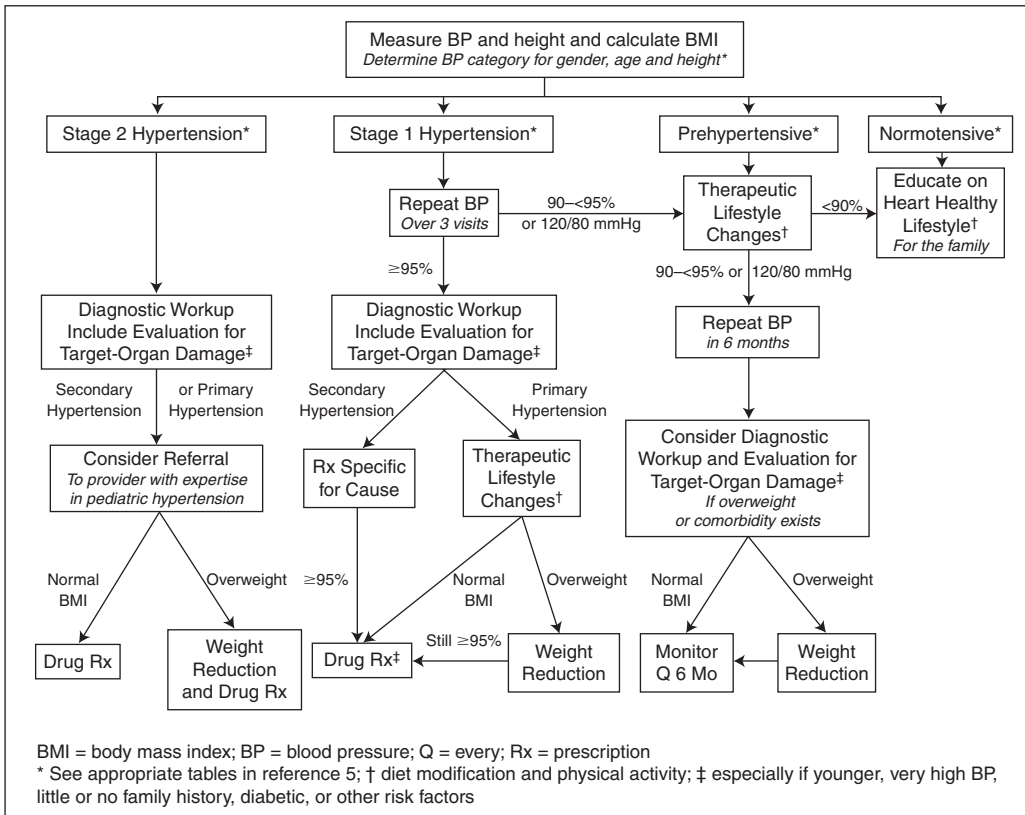 Measure BP and height and calculate BMI
Determine BP category for gender, age and height*
Stage 2 Hypertension*
Stage 1 Hypertension*
Prehypertensive*
Normotensive*
Repeat BP
Over 3 visits
90–<95%
or 120/80 mmHg
Therapeutic
Lifestyle
Changes†
<90%
Educate on
Heart Healthy
Lifestyle†
For the family
≥95%
90–<95% or 120/80 mmHg
Diagnostic Workup
Include Evaluation for
Target-Organ Damage‡
Diagnostic Workup
Include Evaluation for
Target-Organ Damage‡
Repeat BP
in 6 months
Secondary
Hypertension
or Primary
Hypertension
Secondary
Hypertension
Primary
Hypertension
Consider Referral
To provider with expertise
in pediatric hypertension
Rx Specific
for Cause
Therapeutic
Lifestyle
Changes†
Consider Diagnostic
Workup and Evaluation for
Target-Organ Damage‡
If overweight
or comorbidity exists
Normal
BMI
Overweight
≥95%
Normal
BMI
Overweight
Normal
BMI
Overweight
Drug Rx
Weight
Reduction
and Drug Rx
Drug Rx‡
Still ≥95%
Weight
Reduction
Monitor
Q 6 Mo
Weight
Reduction
BMI = body mass index; BP = blood pressure; Q = every; Rx = prescription
* See appropriate tables in reference 5; † diet modification and physical activity; ‡ especially if younger, very high BP,
little or no family history, diabetic, or other risk factors